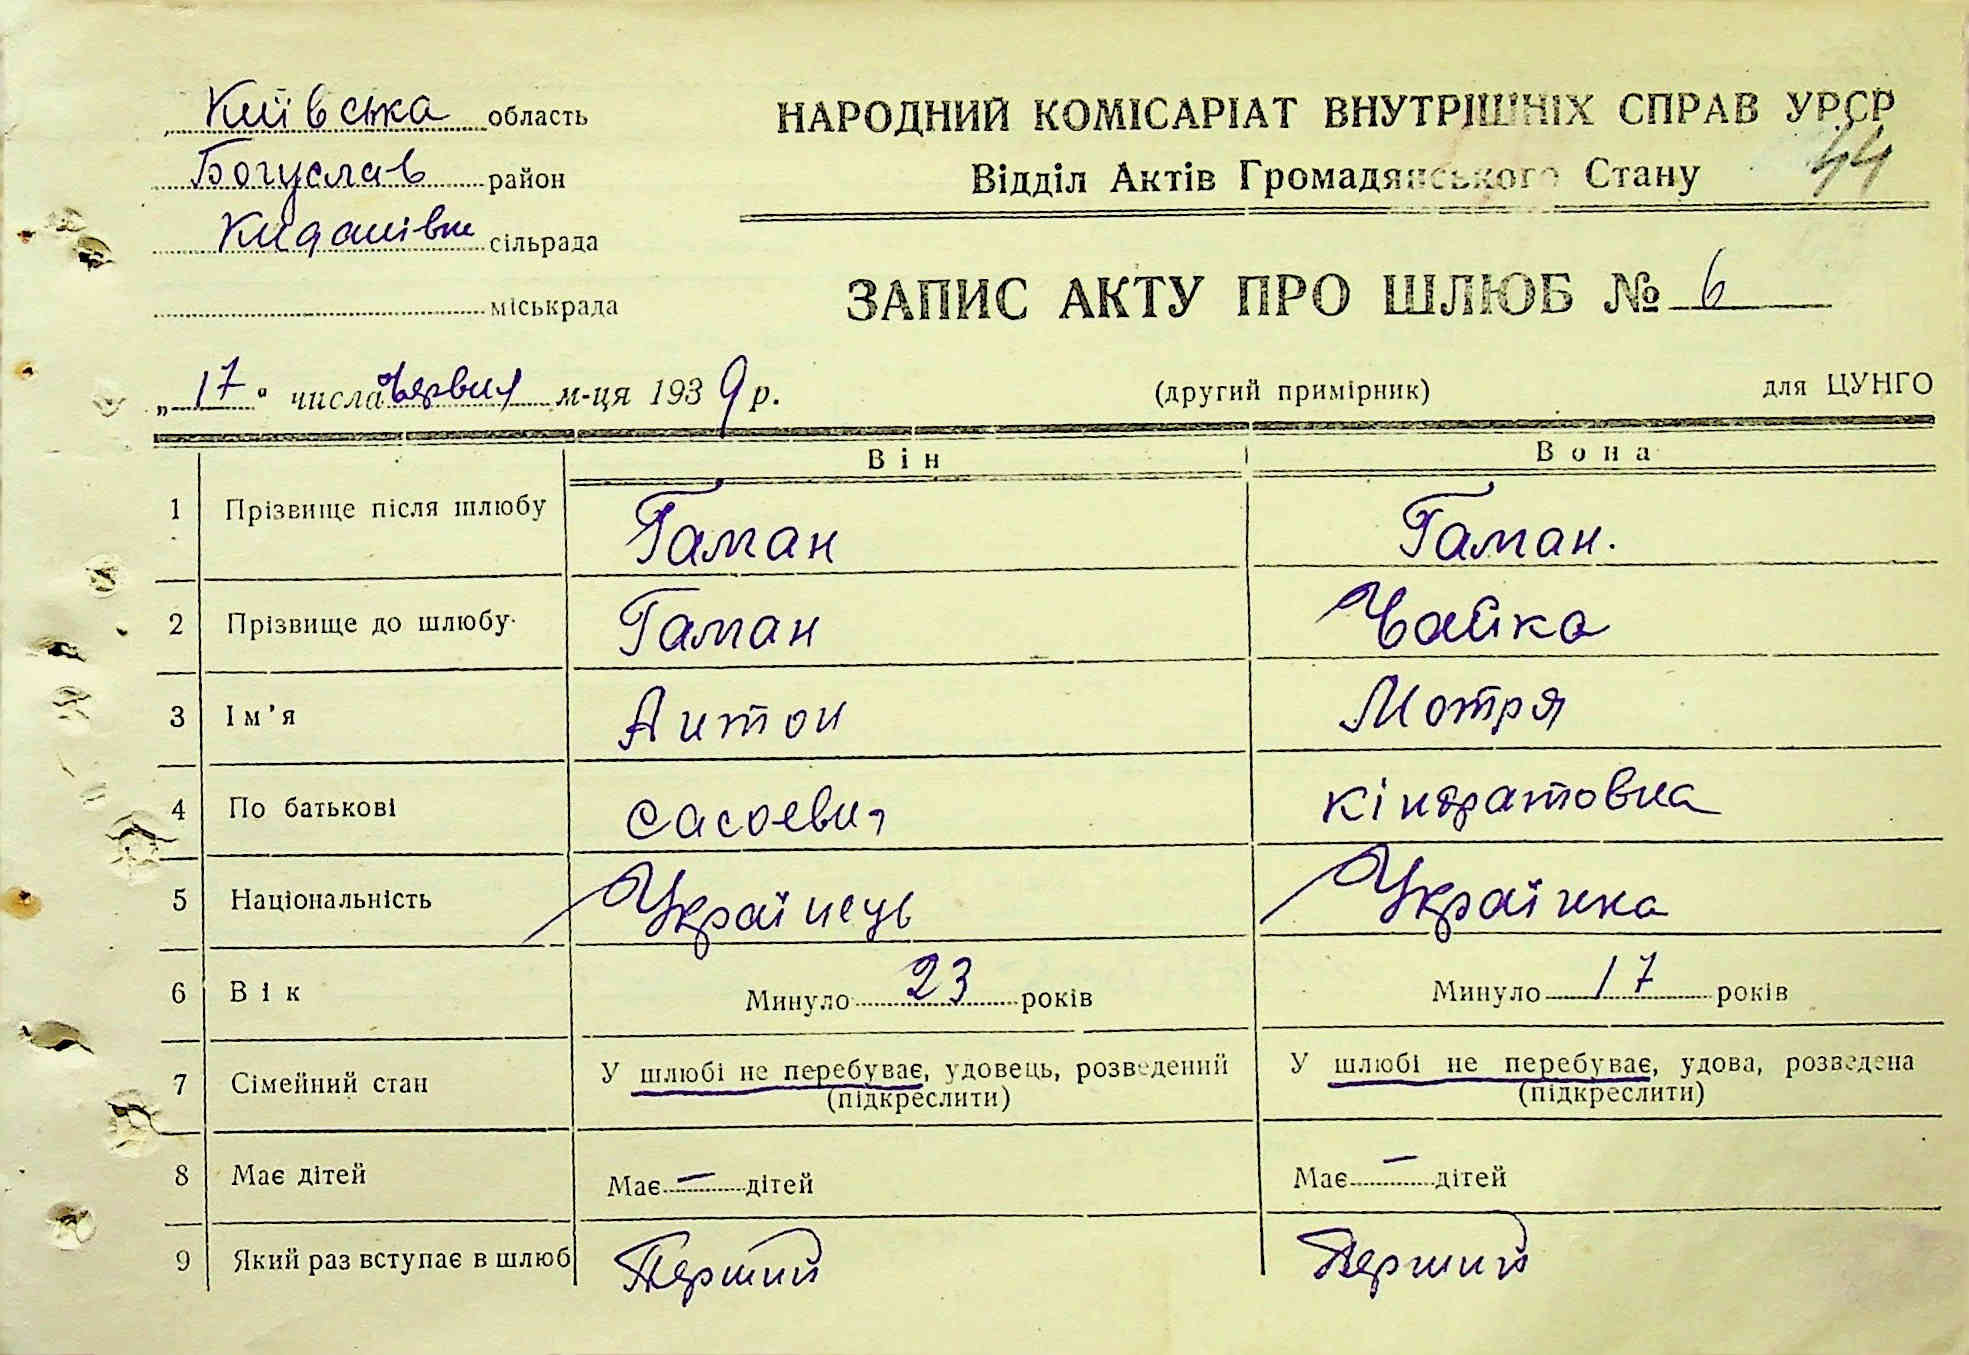 Київська область
Богуслав район
Кидашівка сільрада
міськрада
НАРОДНИЙ КОМІСАРІАТ ВНУТРІШНІХ СПРАВ УРСР
44
Відділ Актів Громадянського Стану
ЗАПИС АКТУ ПРО ШЛЮБ № 6
„17" числа червня м-ця 1939 р.
(другий примірник)
для ЦУНГО
Він Вона
1 Прізвище після шлюбу Гаман Гаман.
2 Прізвище до шлюбу Гаман Чайка
3 Ім'я Антон Мотря
4 По батькові Сасоевич Кіндратовна
5 Національність Українець Українка
6 Вік Минуло 23 років Минуло 17 років
7 Сімейний стан У шлюбі не перебуває, удовець, розведений У шлюбі не перебуває, удова, розведена
(підкреслити) (підкреслити)
8 Має дітей Має — дітей Має — дітей
9 Який раз вступає в шлюб Перший Перший